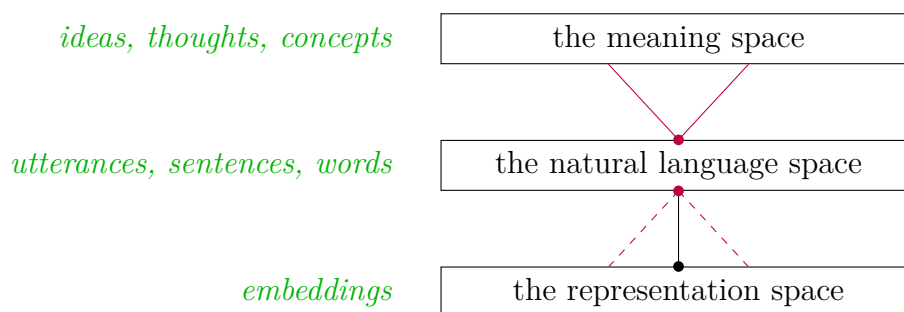 ideas, thoughts, concepts the meaning space
utterances, sentences, words the natural language space
embeddings the representation space